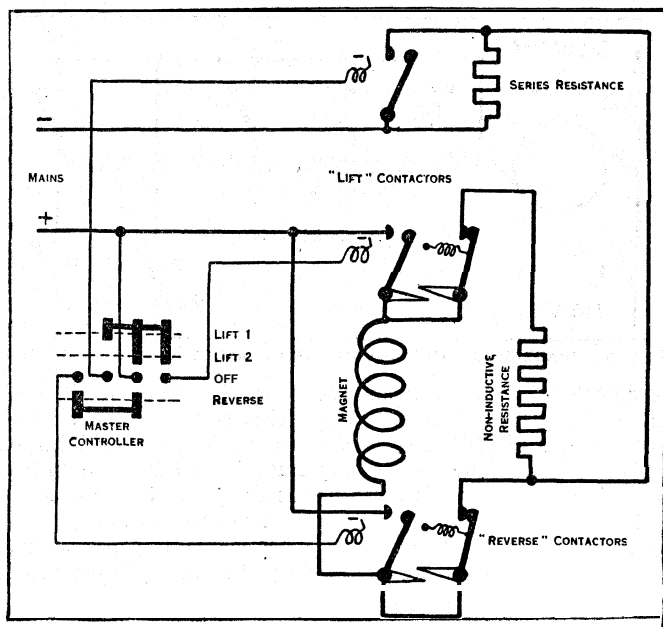 SERIES RESISTANCE
−
MAINS
"LIFT" CONTACTORS
+
LIFT 1
LIFT 2
OFF
REVERSE
MASTER
CONTROLLER
MAGNET
NON-INDUCTIVE
RESISTANCE
"REVERSE" CONTACTORS